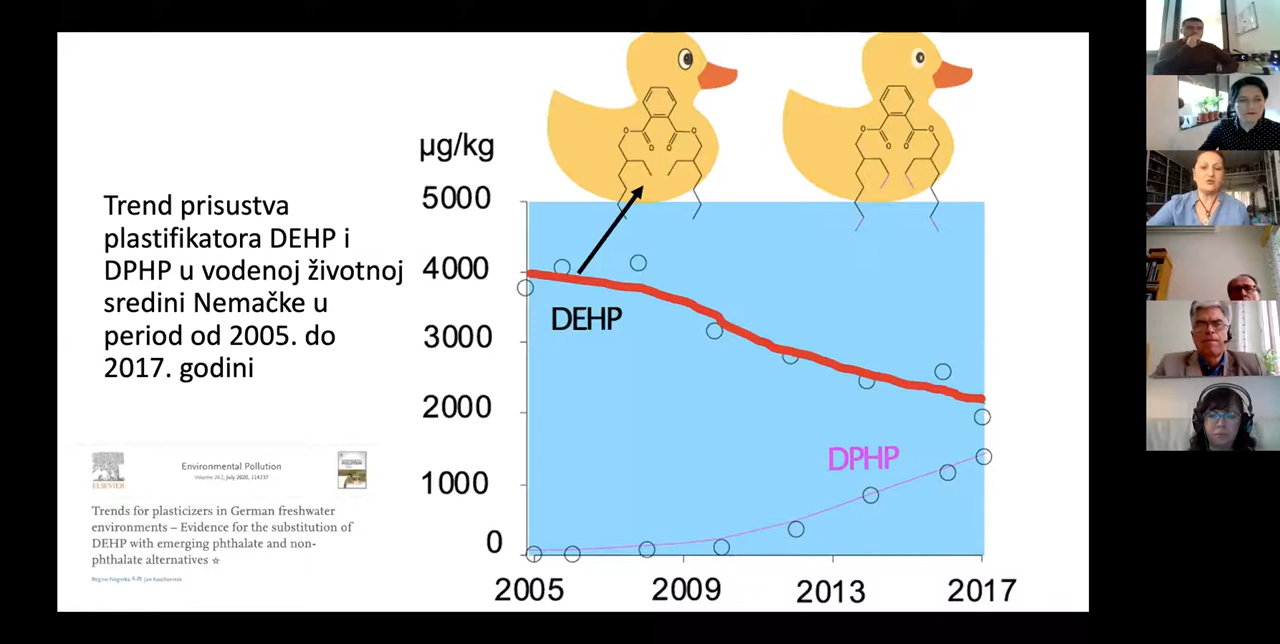 Trend prisustva
plastifikatora DEHP i
DPHP u vodenoj životnoj
sredini Nemačke u
period od 2005. do
2017. godini
ELSEVIER
Environmental Pollution
Volume 262, July 2020, 114237
Trends for plasticizers in German freshwater
environments – Evidence for the substitution of
DEHP with emerging phthalate and non-
phthalate alternatives ☆
µg/kg
5000
4000
3000
2000
1000
0
DEHP
DPHP
2005
2009
2013
2017
O
O
O
O
O
O
O
O